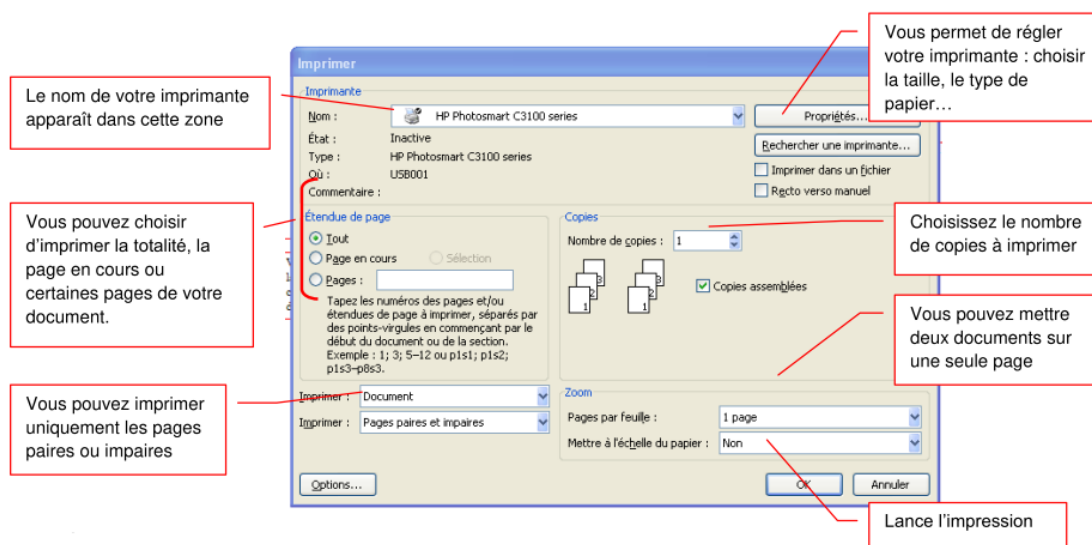 Vous permet de régler
votre imprimante : choisir
la taille, le type de
papier…
Imprimer
Le nom de votre imprimante
apparaît dans cette zone
Imprimante
Nom :
HP Photosmart C3100 series
Propriétés...
État :
Inactive
Rechercher une imprimante...
Type :
HP Photosmart C3100 series
Où :
USB001
Imprimer dans un fichier
Commentaire :
Recto verso manuel
Vous pouvez choisir
d'imprimer la totalité, la
page en cours ou
certaines pages de votre
document.
Étendue de page
Tout
Page en cours
Sélection
Pages :
Tapez les numéros des pages et/ou
étendues de page à imprimer, séparés par
des points-virgules en commençant par le
début du document ou de la section.
Exemple : 1; 3; 5–12 ou p1s1; p1s2;
p1s3–p8s3.
Copies
Nombre de copies :
1
3
2
1
3
2
1
Copies assemblées
Choisissez le nombre
de copies à imprimer
Vous pouvez mettre
deux documents sur
une seule page
Vous pouvez imprimer
uniquement les pages
paires ou impaires
Imprimer :
Document
Imprimer :
Pages paires et impaires
Zoom
Pages par feuille :
1 page
Mettre à l'échelle du papier :
Non
Options...
OK
Annuler
Lance l'impression